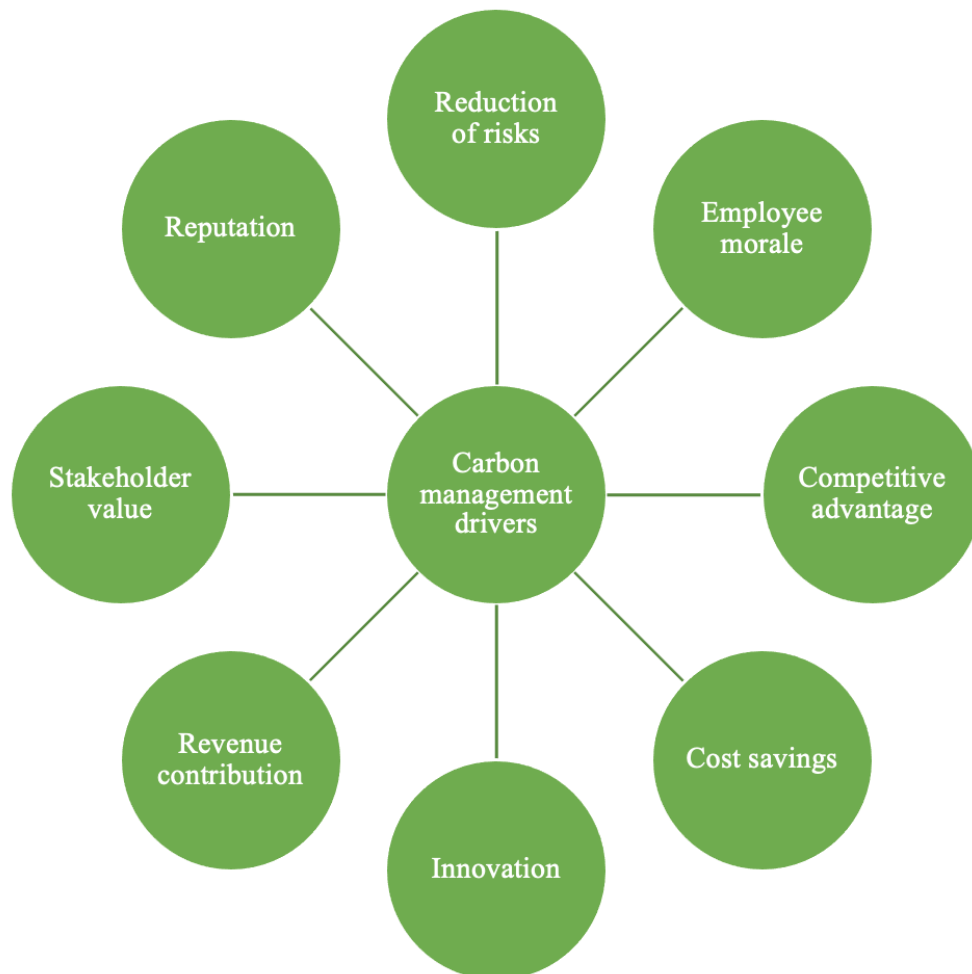 Reduction
of risks
Reputation
Employee
morale
Stakeholder
value
Carbon
management
drivers
Competitive
advantage
Revenue
contribution
Cost savings
Innovation